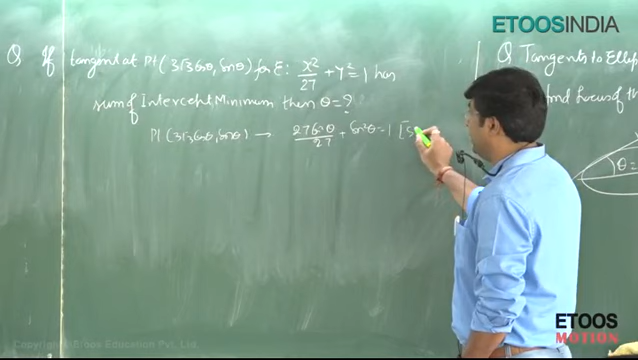 ETOOSINDIA
Q If tangent at Pt (3√3 cosθ, sinθ) for E: x²/27 + y² = 1 has
sum of Intercept Minimum then θ = ?
Pt (3√3 cosθ, sinθ) → 27cos²θ/27 + sin²θ = 1 [
Q Tangents to Ellip
find locus of th
θ =
ETOOS
MOTION
Copyright © Etoos Education Pvt. Ltd.